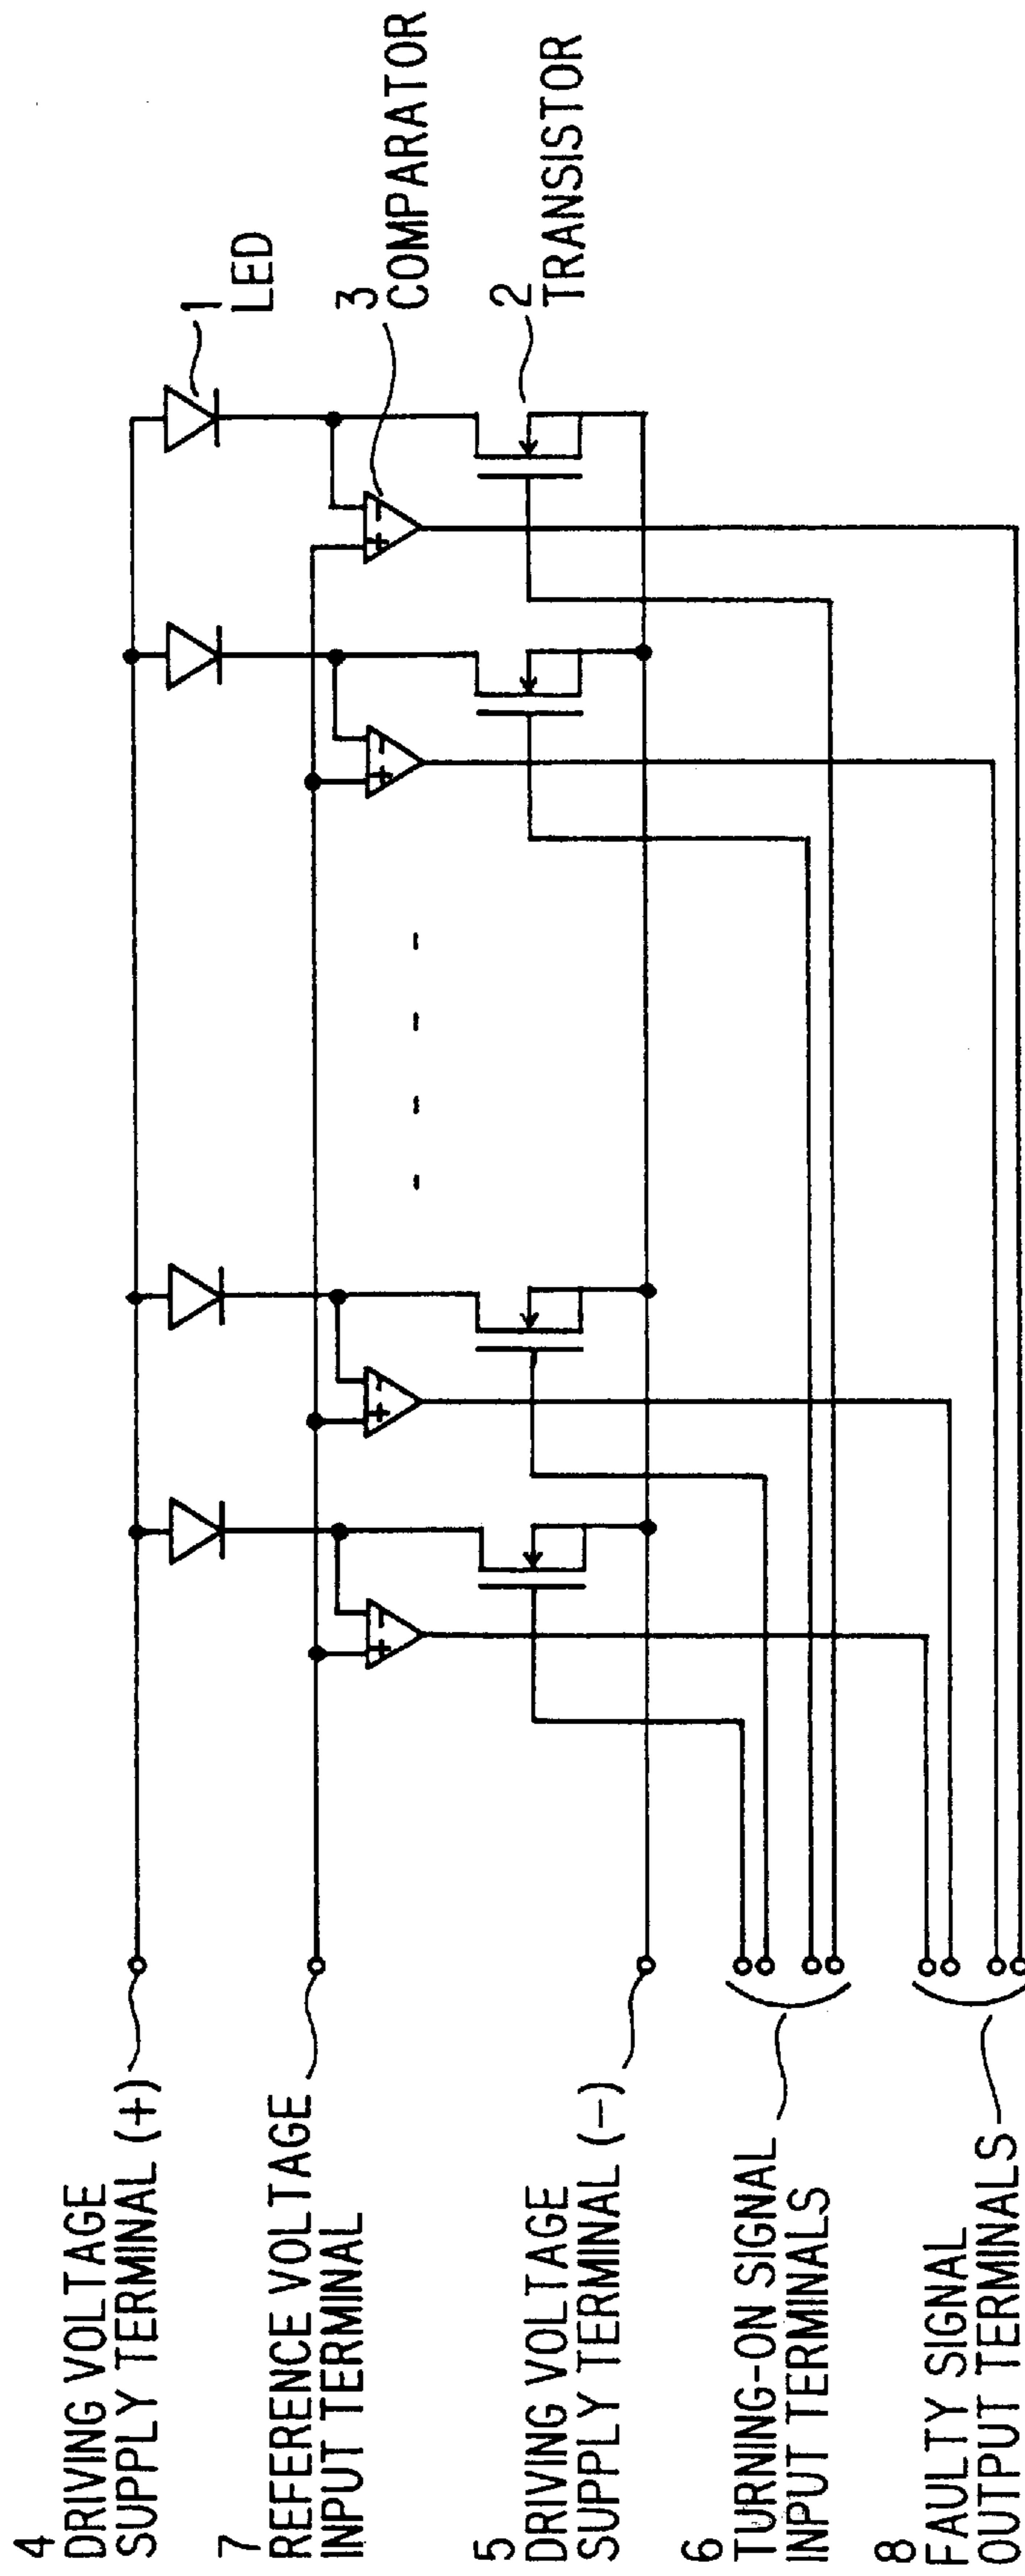 4
DRIVING VOLTAGE
SUPPLY TERMINAL (+)
7
REFERENCE VOLTAGE
INPUT TERMINAL
5
DRIVING VOLTAGE
SUPPLY TERMINAL (-)
6
TURNING-ON SIGNAL
INPUT TERMINALS
8
FAULTY SIGNAL
OUTPUT TERMINALS
1
LED
3
COMPARATOR
2
TRANSISTOR
+ -
+ -
+ -
+ -